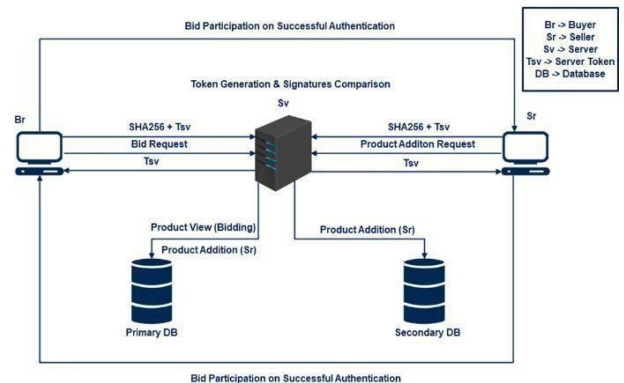 Bid Participation on Successful Authentication
Br -> Buyer
Sr -> Seller
Sv -> Server
Tsv -> Server Token
DB -> Database
Token Generation & Signatures Comparison
Sv
Br
Sr
SHA256 + Tsv
Bid Request
Tsv
SHA256 + Tsv
Product Additon Request
Tsv
Product View (Bidding)
Product Addition (Sr)
Product Addition (Sr)
Primary DB
Secondary DB
Bid Participation on Successful Authentication